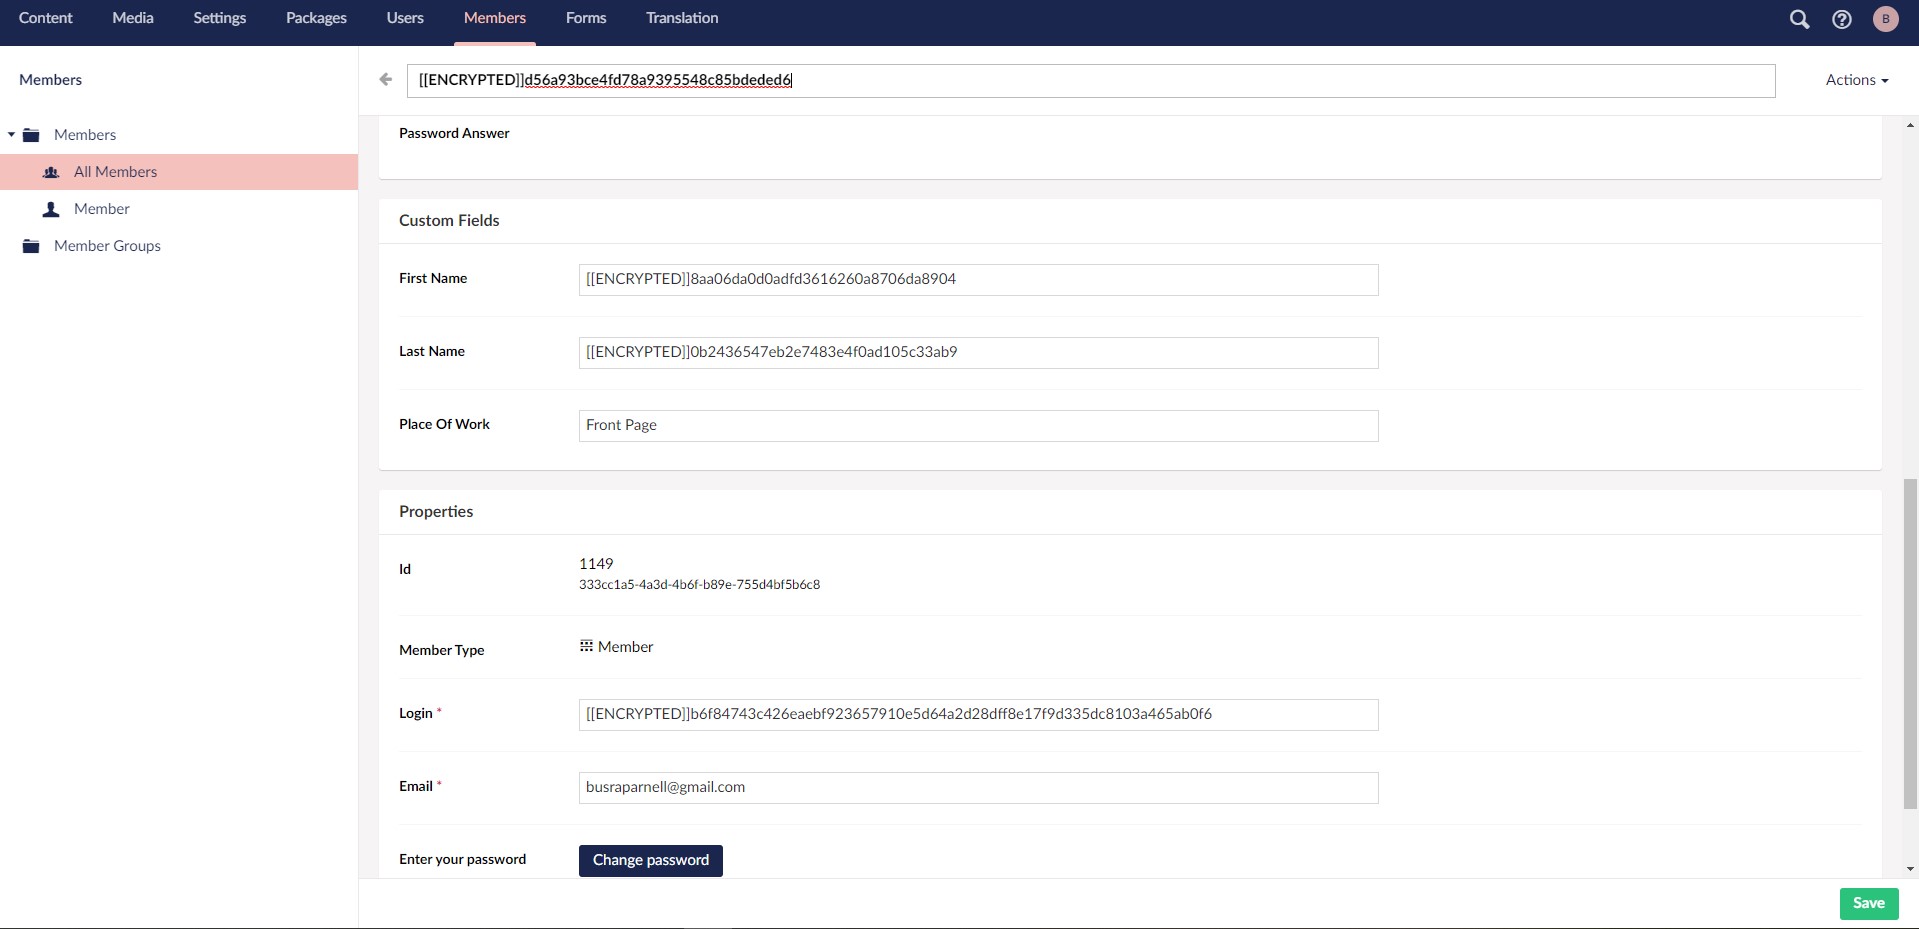 Content Media Settings Packages Users Members Forms Translation B
Members
[[ENCRYPTED]]d56a93bce4fd78a9395548c85bdeded6
Actions
Members
All Members
Member
Member Groups
Password Answer
Custom Fields
First Name [[ENCRYPTED]]8aa06da0d0adfd3616260a8706da8904
Last Name [[ENCRYPTED]]0b2436547eb2e7483e4f0ad105c33ab9
Place Of Work Front Page
Properties
Id 1149
333cc1a5-4a3d-4b6f-b89e-755d4bf5b6c8
Member Type Member
Login * [[ENCRYPTED]]b6f84743c426eaebf923657910e5d64a2d28dff8e17f9d335dc8103a465ab0f6
Email * busraparnell@gmail.com
Enter your password Change password
Save